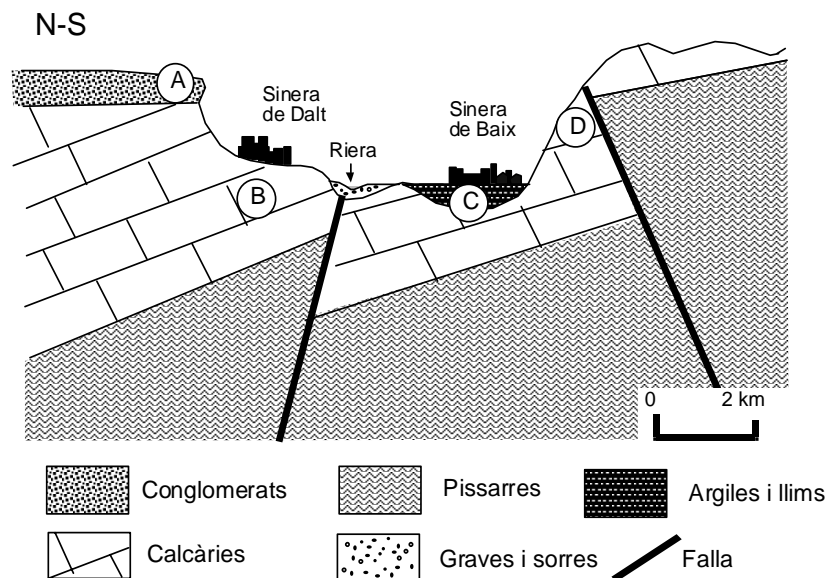 N-S
A
Sinera
de Dalt
Riera
Sinera
de Baix
D
B
C
0 2 km
Conglomerats
Pissarres
Argiles i llims
Calcàries
Graves i sorres
Falla